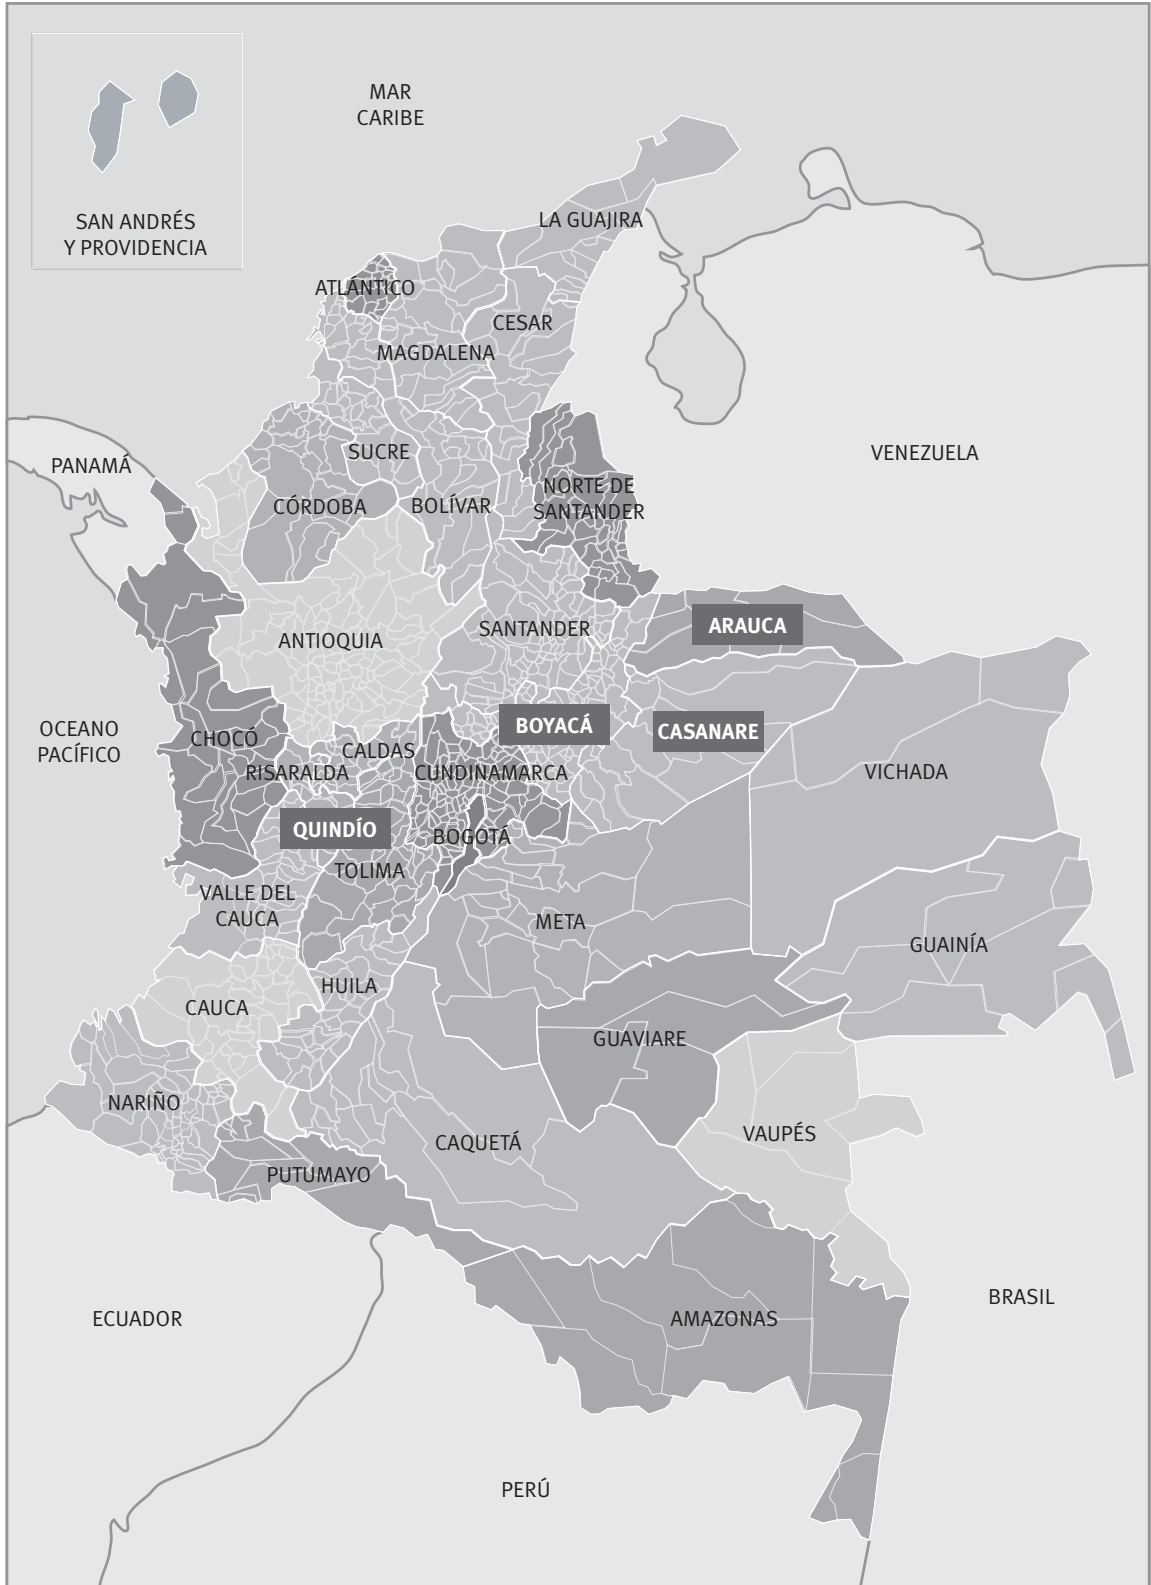 MAR
CARIBE
SAN ANDRÉS
Y PROVIDENCIA
LA GUAJIRA
ATLÁNTICO
CESAR
MAGDALENA
SUCRE
VENEZUELA
PANAMÁ
CÓRDOBA
BOLÍVAR
NORTE DE
SANTANDER
ANTIOQUIA
SANTANDER
ARAUCA
OCEANO
PACÍFICO
CHOCÓ
BOYACÁ
CASANARE
CALDAS
RISARALDA
CUNDINAMARCA
VICHADA
QUINDÍO
BOGOTÁ
TOLIMA
VALLE DEL
CAUCA
META
GUAINÍA
HUILA
CAUCA
GUAVIARE
NARIÑO
CAQUETÁ
VAUPÉS
PUTUMAYO
ECUADOR
AMAZONAS
BRASIL
PERÚ